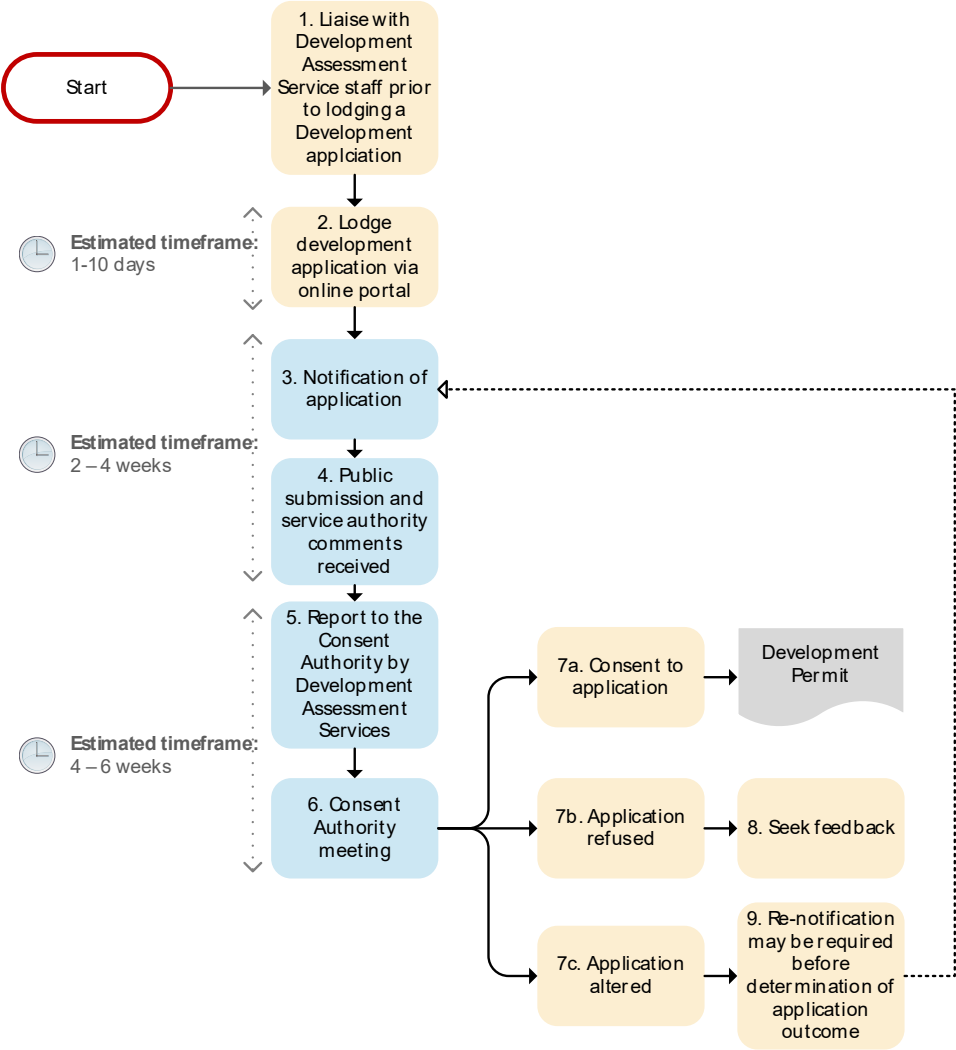 Start
1. Liaise with
Development
Assessment
Service staff prior
to lodging a
Development
applciation
Estimated timeframe:
1-10 days
2. Lodge
development
application via
online portal
3. Notification of
application
Estimated timeframe:
2 – 4 weeks
4. Public
submission and
service authority
comments
received
5. Report to the
Consent
Authority by
Development
Assessment
Services
Estimated timeframe:
4 – 6 weeks
6. Consent
Authority
meeting
7a. Consent to
application
Development
Permit
7b. Application
refused
8. Seek feedback
7c. Application
altered
9. Re-notification
may be required
before
determination of
application
outcome